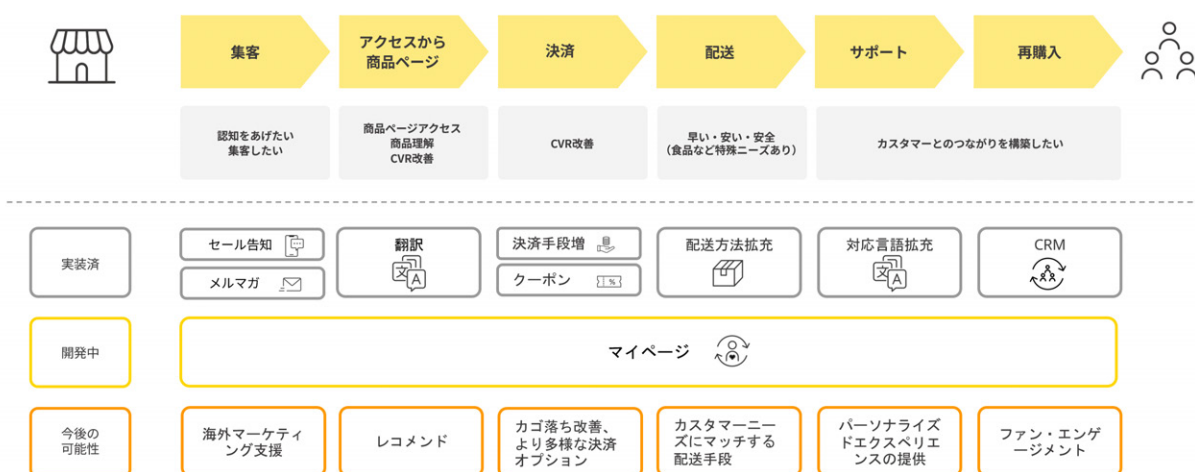 集客
アクセスから
商品ページ
決済
配送
サポート
再購入
認知をあげたい
集客したい
商品ページアクセス
商品理解
CVR改善
CVR改善
早い・安い・安全
(食品など特殊ニーズあり)
カスタマーとのつながりを構築したい
実装済
セール告知
メルマガ
翻訳
文
A
決済手段増
クーポン
%
配送方法拡充
対応言語拡充
文
A
CRM
開発中
マイページ
今後の
可能性
海外マーケティ
ング支援
レコメンド
カゴ落ち改善、
より多様な決済
オプション
カスタマーニー
ズにマッチする
配送手段
パーソナライズ
ドエクスペリエ
ンスの提供
ファン・エンゲ
ージメント